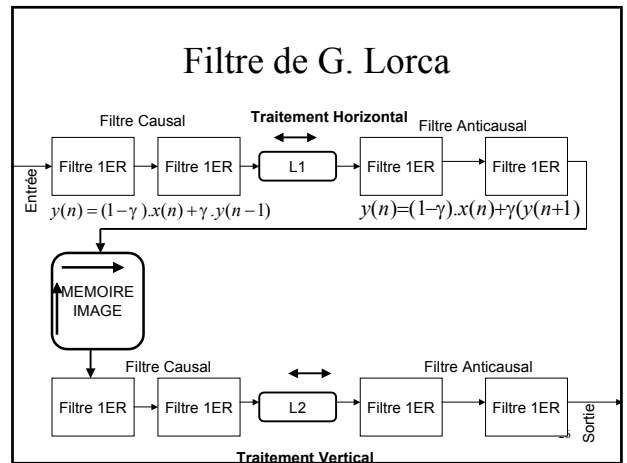 Filtre de G. Lorca
Traitement Horizontal
Filtre Causal
Filtre Anticausal
Entrée
Filtre 1ER
Filtre 1ER
L1
Filtre 1ER
Filtre 1ER
y(n) = (1−γ).x(n)+γ.y(n−1)
y(n)=(1−γ).x(n)+γ(y(n+1)
MEMOIRE
IMAGE
Filtre Causal
Filtre Anticausal
Filtre 1ER
Filtre 1ER
L2
Filtre 1ER
Filtre 1ER
Sortie
Traitement Vertical